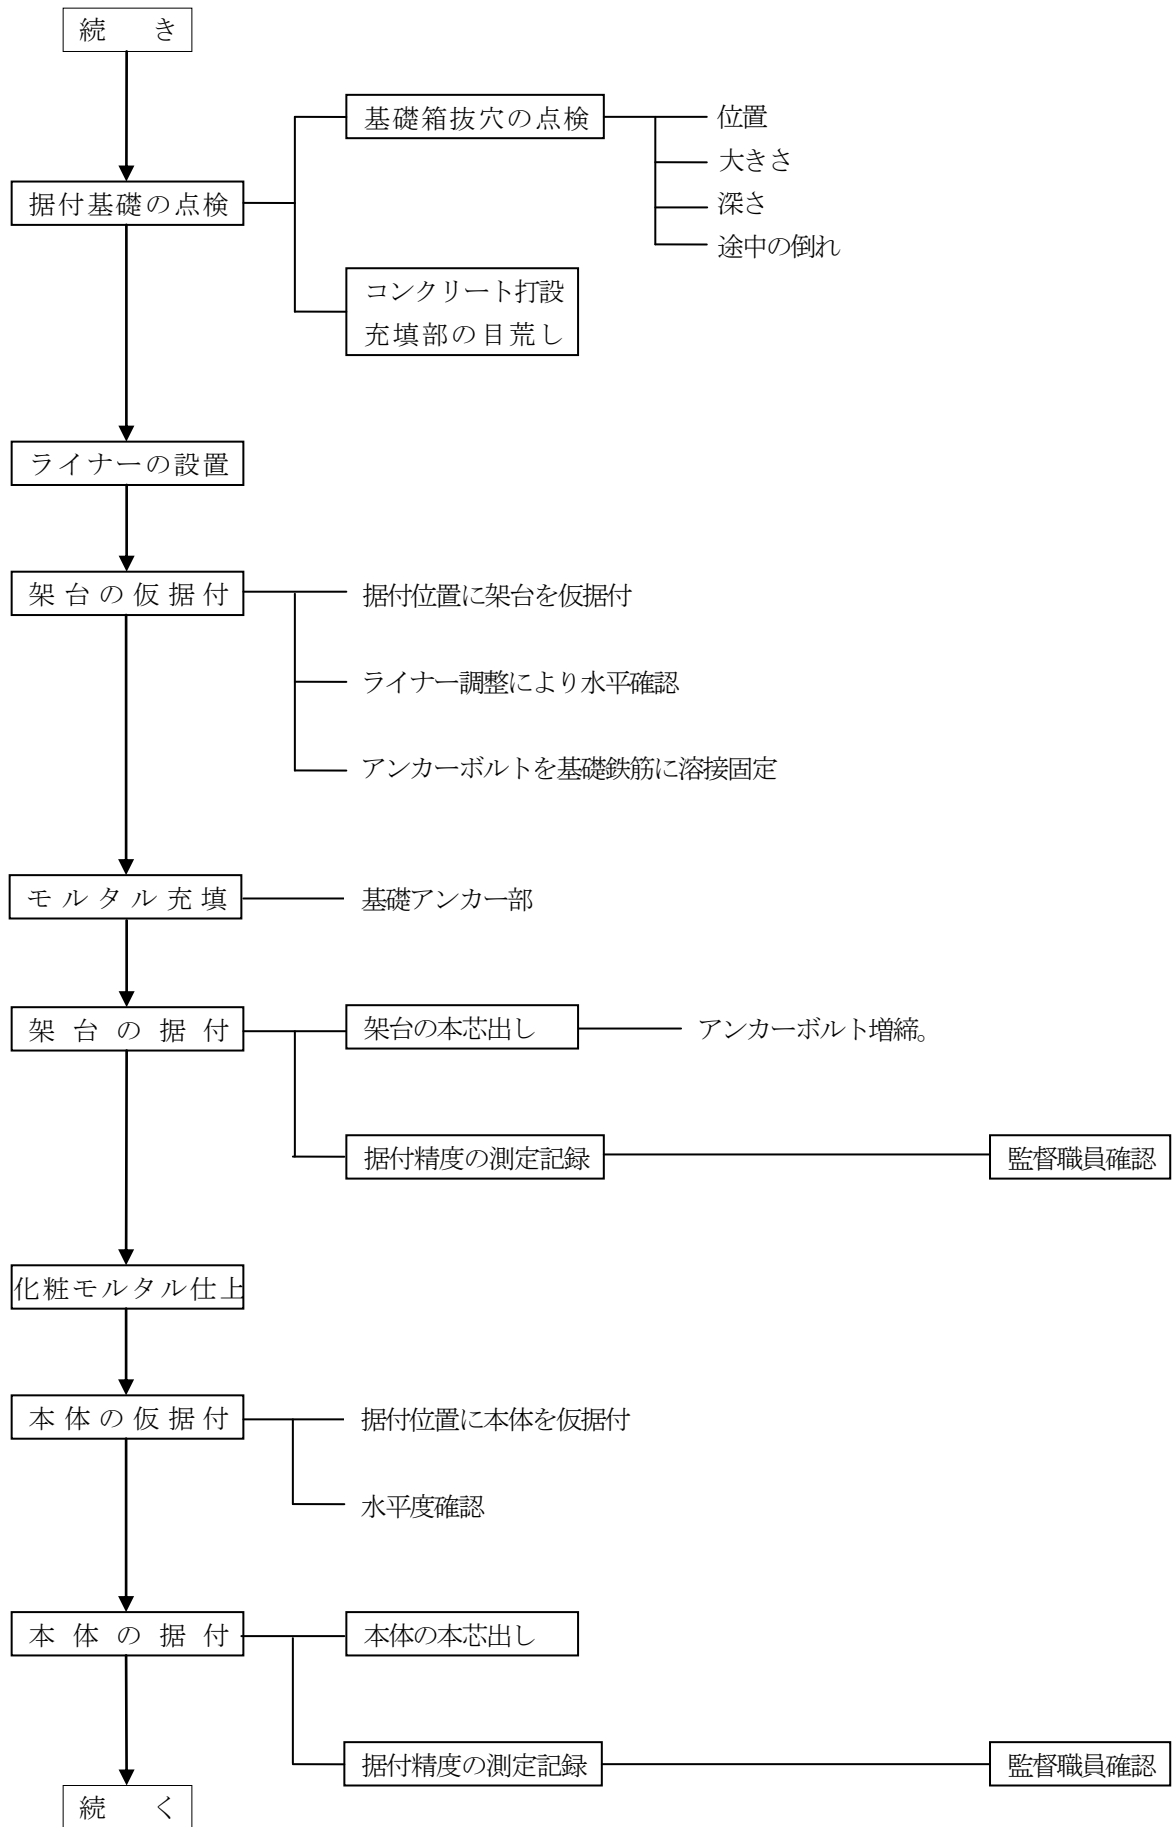 続　き
基礎箱抜穴の点検
位置
大きさ
据付基礎の点検
深さ
途中の倒れ
コンクリート打設
充填部の目荒し
ライナーの設置
架台の仮据付
据付位置に架台を仮据付
ライナー調整により水平確認
アンカーボルトを基礎鉄筋に溶接固定
モルタル充填
基礎アンカー部
架台の据付
架台の本芯出し
アンカーボルト増締。
据付精度の測定記録
監督職員確認
化粧モルタル仕上
本体の仮据付
据付位置に本体を仮据付
水平度確認
本体の据付
本体の本芯出し
据付精度の測定記録
監督職員確認
続　く